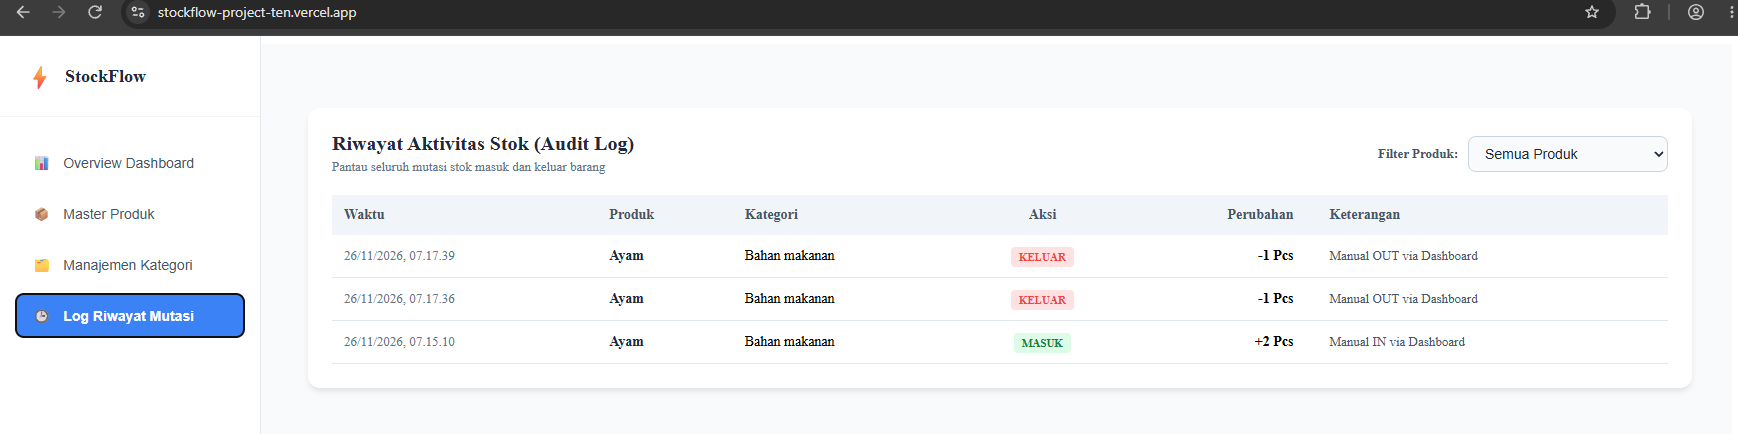 stockflow-project-ten.vercel.app
StockFlow
Overview Dashboard
Master Produk
Manajemen Kategori
Log Riwayat Mutasi
Riwayat Aktivitas Stok (Audit Log)
Pantau seluruh mutasi stok masuk dan keluar barang
Filter Produk: Semua Produk
Waktu Produk Kategori Aksi Perubahan Keterangan
26/11/2026, 07.17.39 Ayam Bahan makanan KELUAR -1 Pcs Manual OUT via Dashboard
26/11/2026, 07.17.36 Ayam Bahan makanan KELUAR -1 Pcs Manual OUT via Dashboard
26/11/2026, 07.15.10 Ayam Bahan makanan MASUK +2 Pcs Manual IN via Dashboard